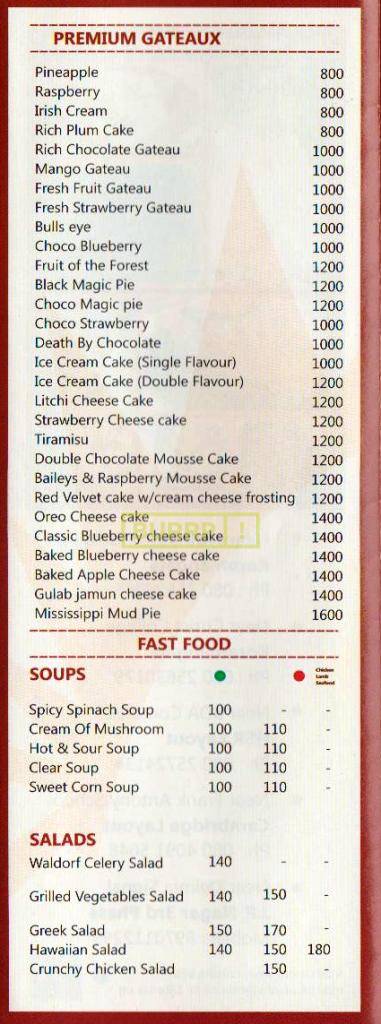 PREMIUM GATEAUX
Pineapple 800
Raspberry 800
Irish Cream 800
Rich Plum Cake 800
Rich Chocolate Gateau 1000
Mango Gateau 1000
Fresh Fruit Gateau 1000
Fresh Strawberry Gateau 1000
Bulls eye 1000
Choco Blueberry 1000
Fruit of the Forest 1200
Black Magic Pie 1200
Choco Magic pie 1200
Choco Strawberry 1000
Death By Chocolate 1000
Ice Cream Cake (Single Flavour) 1000
Ice Cream Cake (Double Flavour) 1200
Litchi Cheese Cake 1200
Strawberry Cheese cake 1200
Tiramisu 1200
Double Chocolate Mousse Cake 1200
Baileys & Raspberry Mousse Cake 1200
Red Velvet cake w/cream cheese frosting 1200
Oreo Cheese cake 1400
BURRP !
Classic Blueberry cheese cake 1400
Baked Blueberry cheese cake 1400
Baked Apple Cheese Cake 1400
Gulab jamun cheese cake 1400
Mississippi Mud Pie 1600
FAST FOOD
SOUPS Chicken
Lamb
Seafood
Spicy Spinach Soup 100 - -
Cream Of Mushroom 100 110 -
Hot & Sour Soup 100 110 -
Clear Soup 100 110 -
Sweet Corn Soup 100 110 -
SALADS
Waldorf Celery Salad 140 - -
Grilled Vegetables Salad 140 150 -
Greek Salad 150 170 -
Hawaiian Salad 140 150 180
Crunchy Chicken Salad 150 -